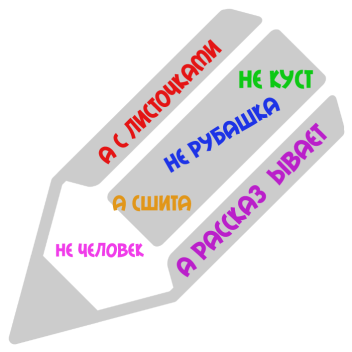 НЕ КУСТ
А С ЛИСТОЧКАМИ
НЕ РУБАШКА
А СШИТА
НЕ ЧЕЛОВЕК
А РАССКАЗ ЫВАЕТ